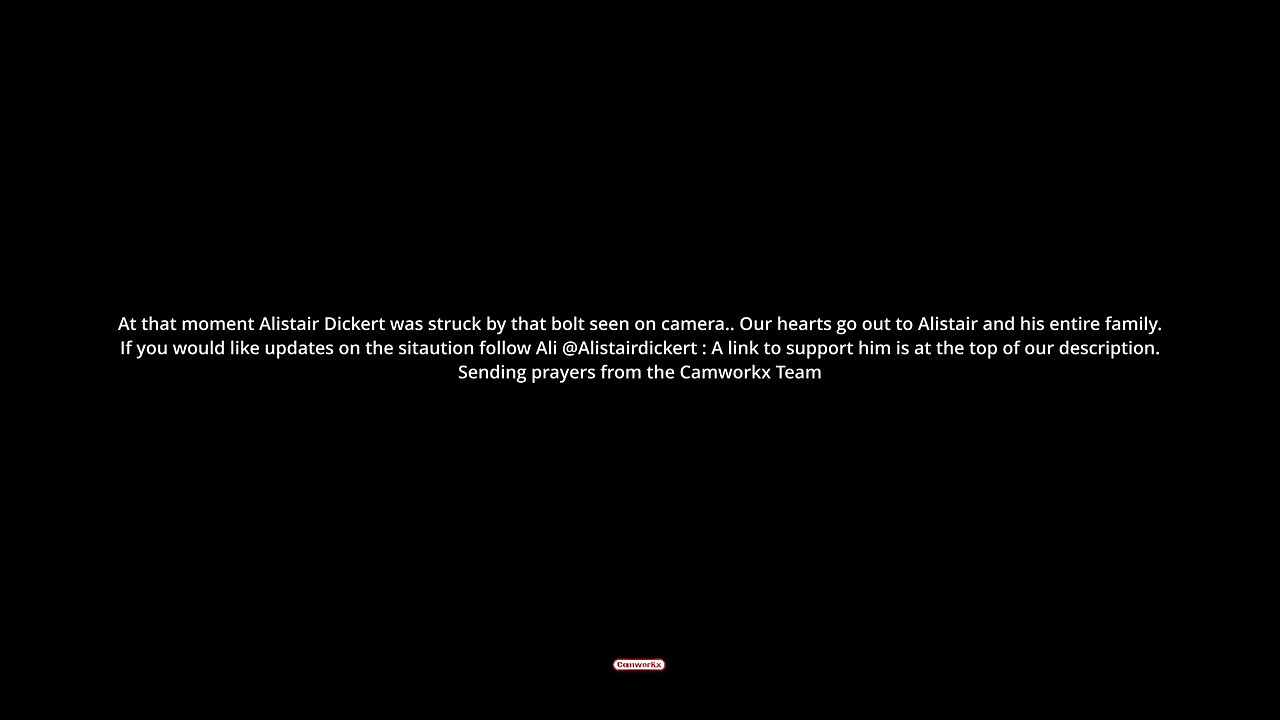 At that moment Alistair Dickert was struck by that bolt seen on camera.. Our hearts go out to Alistair and his entire family.
If you would like updates on the sitaution follow Ali @Alistairdickert : A link to support him is at the top of our description.
Sending prayers from the Camworkx Team
CamworKx